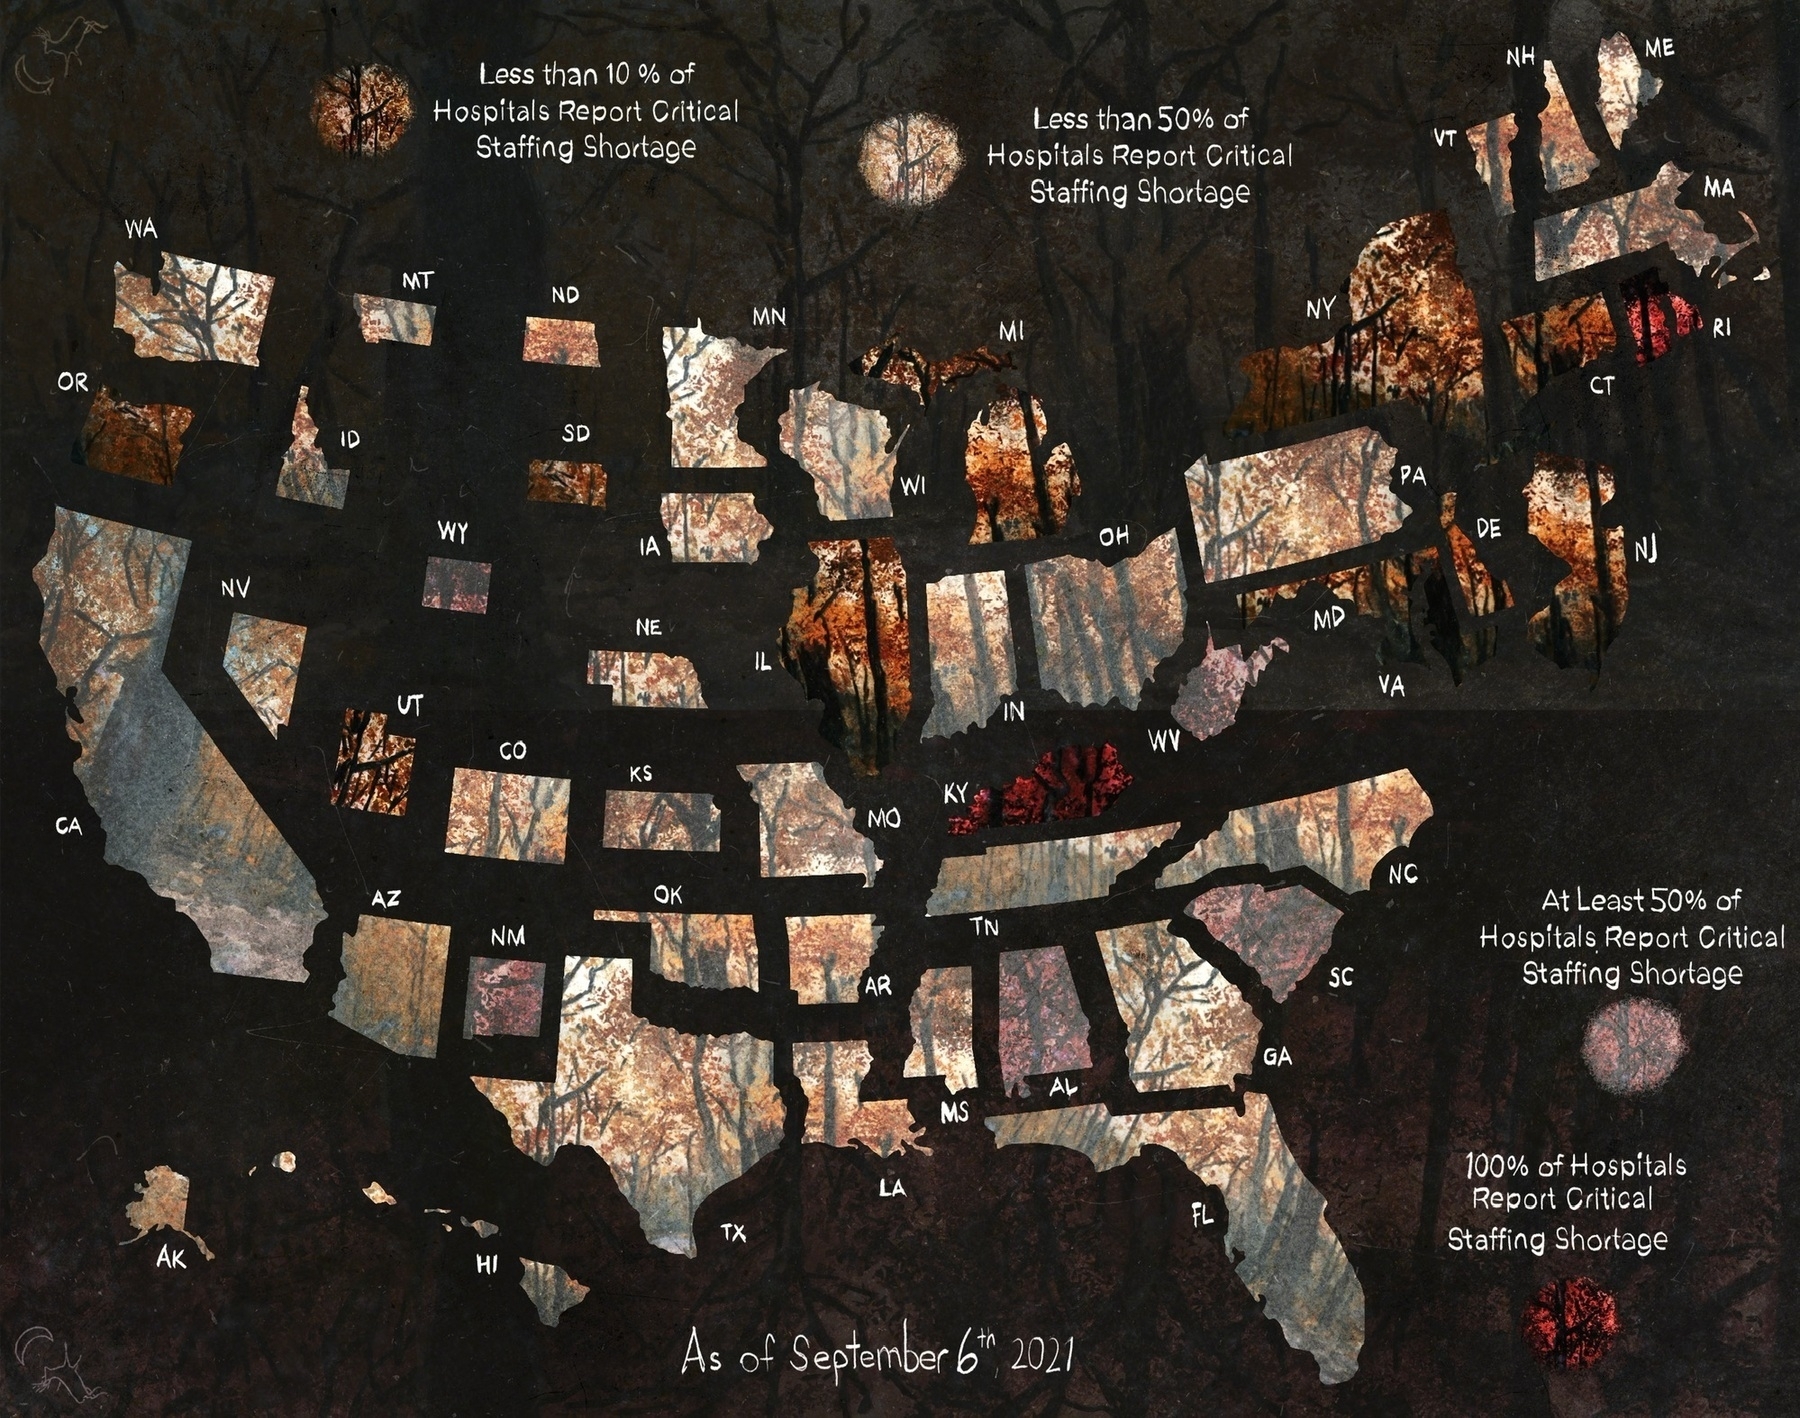 Less than 10 % of
Hospitals Report Critical
Staffing Shortage
Less than 50% of
Hospitals Report Critical
Staffing Shortage
NH
ME
VT
MA
WA
MT
ND
MN
MI
NY
RI
CT
OR
ID
SD
WI
PA
WY
IA
OH
DE
NJ
NV
NE
IL
MD
VA
UT
IN
WV
CO
KS
KY
MO
CA
NC
AZ
OK
TN
NM
AR
SC
At Least 50% of
Hospitals Report Critical
Staffing Shortage
GA
AL
MS
LA
TX
FL
100% of Hospitals
Report Critical
Staffing Shortage
AK
HI
As of September 6th, 2021